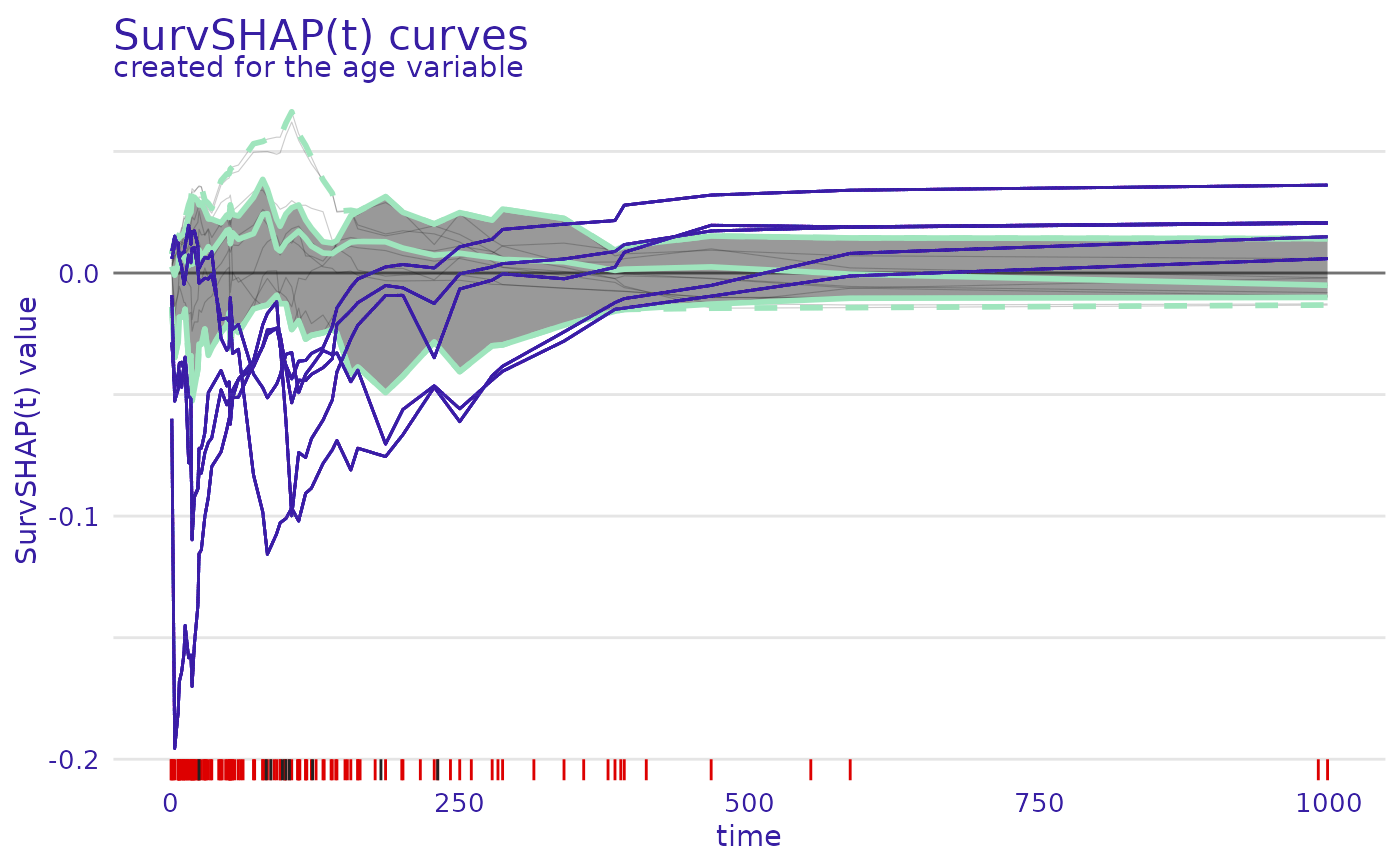 SurvSHAP(t) curves
created for the age variable
SurvSHAP(t) value
0.0
-0.1
-0.2
0
250
500
750
1000
time